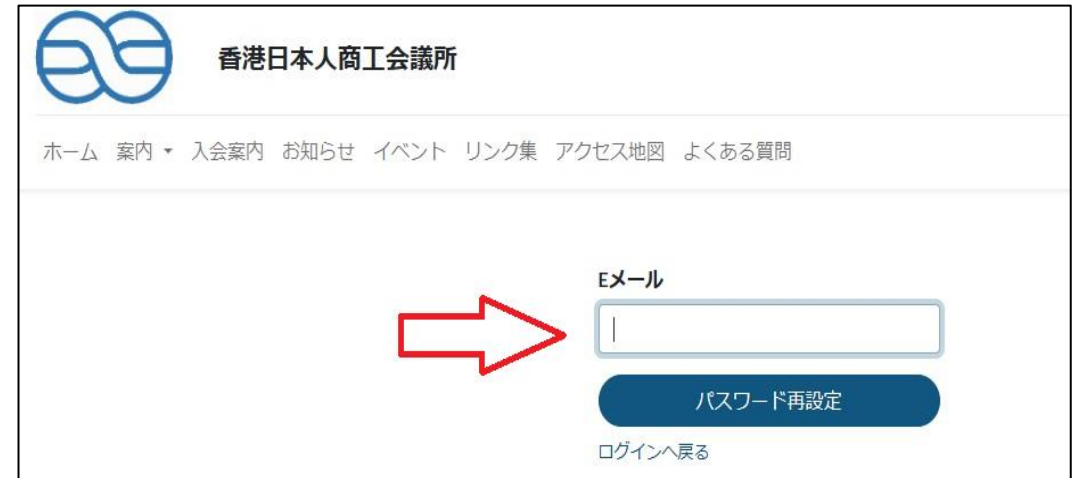 香港日本人商工会議所
ホーム 案内 入会案内 お知らせ イベント リンク集 アクセス地図 よくある質問
Eメール
パスワード再設定
ログインへ戻る